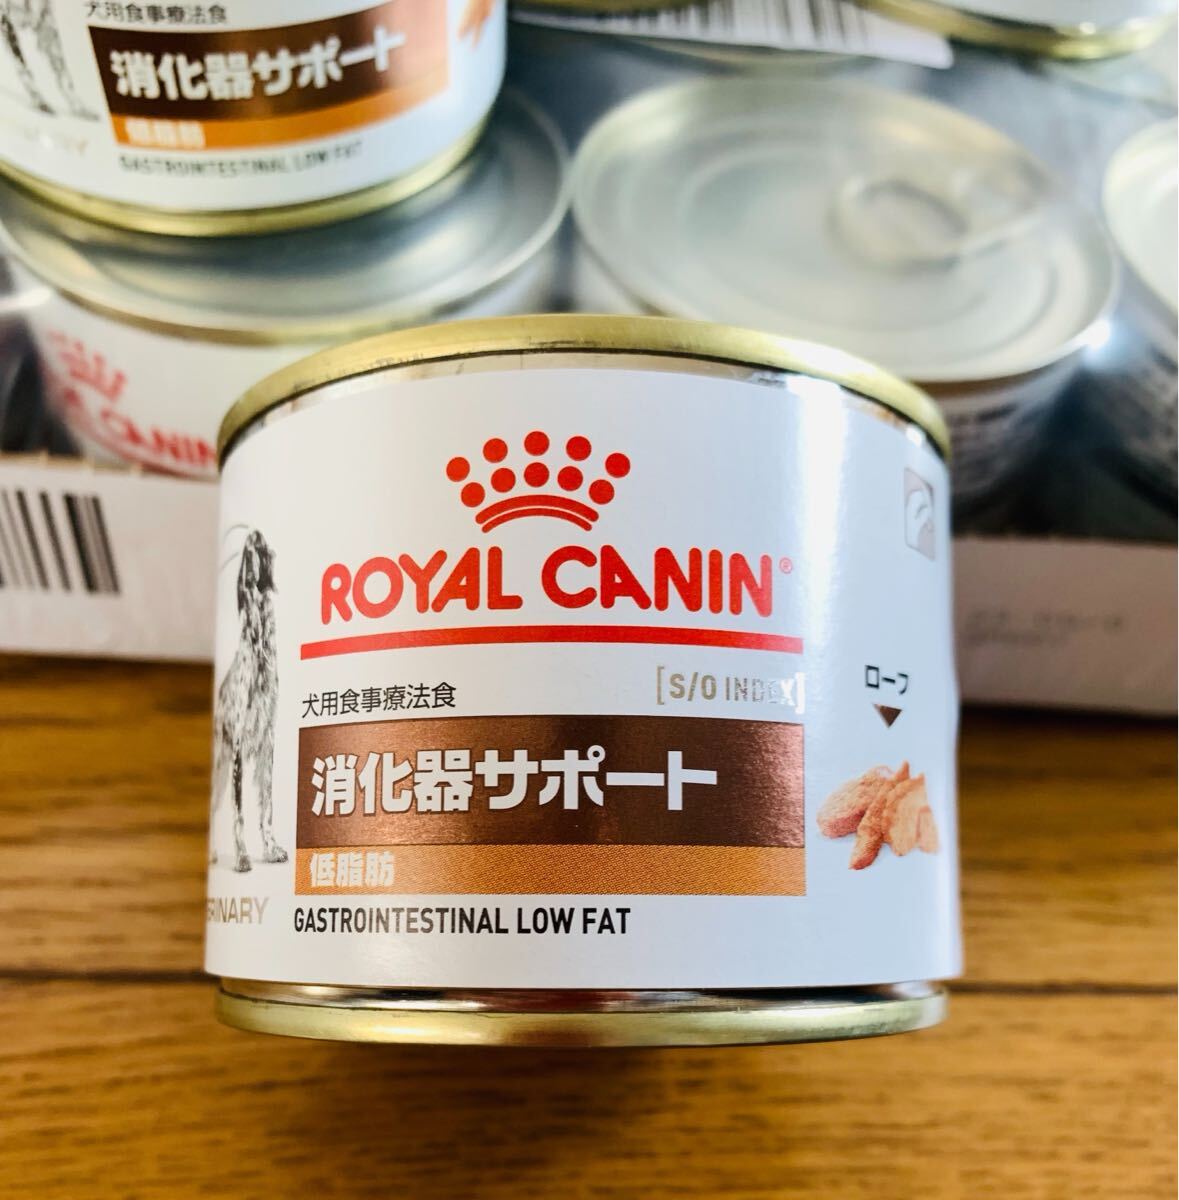 犬用食事療法食
消化器サポート
低脂肪
GASTROINTESTINAL LOW FAT
CANIN
ROYAL CANIN®
[S/O INDEX]
犬用食事療法食
消化器サポート
低脂肪
GASTROINTESTINAL LOW FAT
ローフ